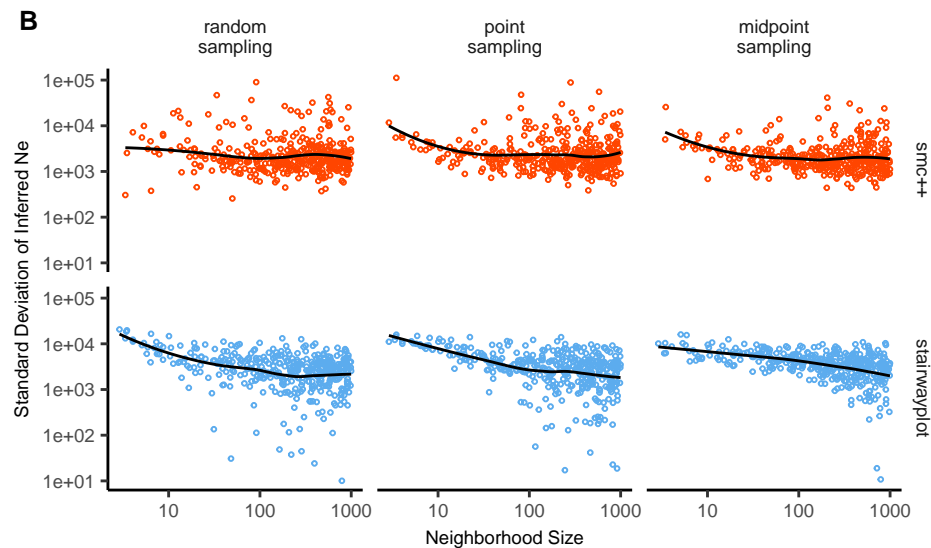 B
random
sampling
point
sampling
midpoint
sampling
Standard Deviation of Inferred Ne
1e+05
1e+04
1e+03
1e+02
1e+01
smc++
1e+05
1e+04
1e+03
1e+02
1e+01
stairwayplot
10 100 1000 10 100 1000 10 100 1000
Neighborhood Size